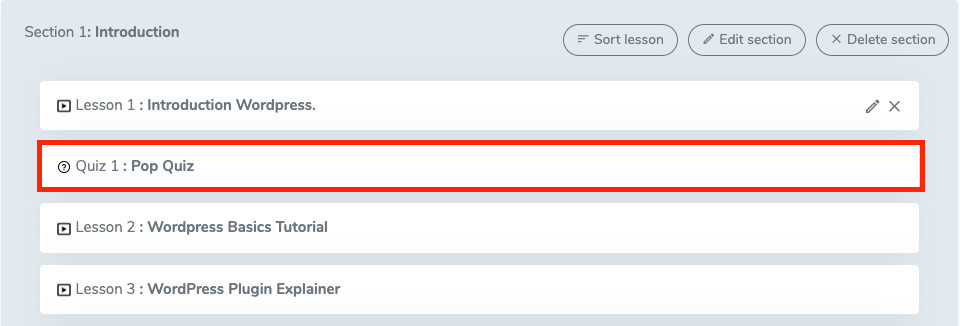 Section 1: Introduction
Sort lesson
Edit section
Delete section
Lesson 1 : Introduction Wordpress.
Quiz 1 : Pop Quiz
Lesson 2 : Wordpress Basics Tutorial
Lesson 3 : WordPress Plugin Explainer